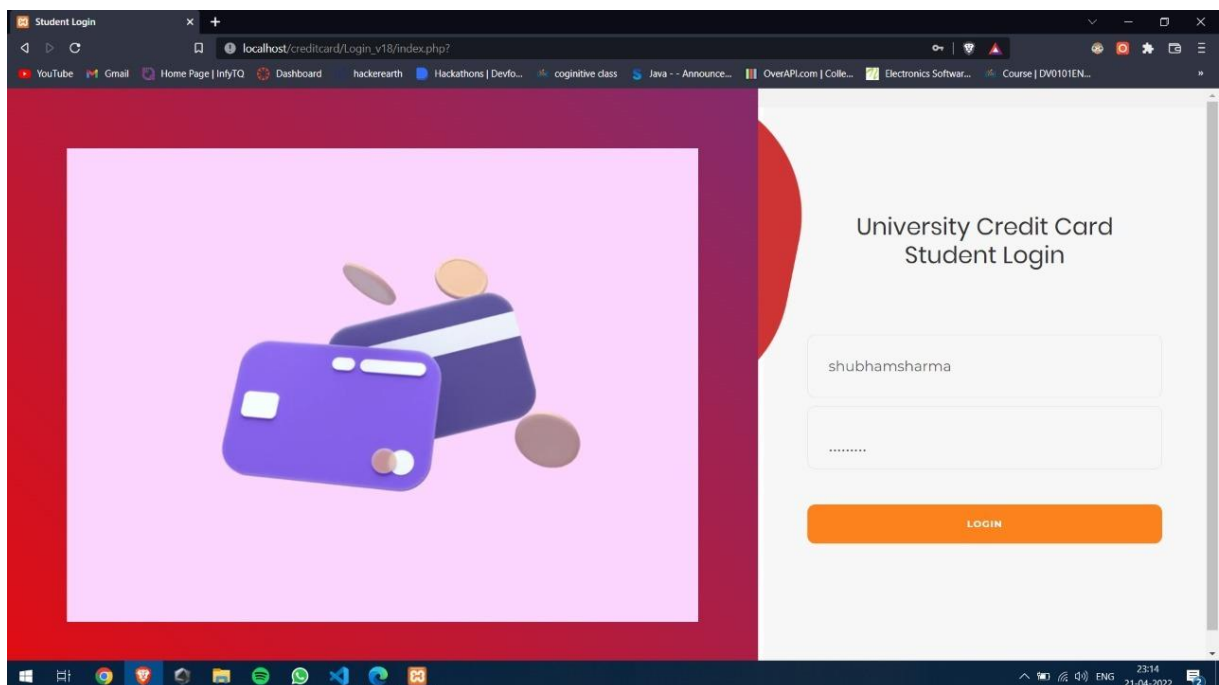 Student Login
localhost/creditcard/Login_v18/index.php?
YouTube Gmail Home Page | InfyTQ Dashboard hackerearth Hackathons | Devfo... coginitive class Java - - Announce... OverAPI.com | Colle... Electronics Softwar... Course | DV0101EN...
University Credit Card
Student Login
shubhamsharma
.........
LOGIN
ENG
23:14
21-04-2022
2